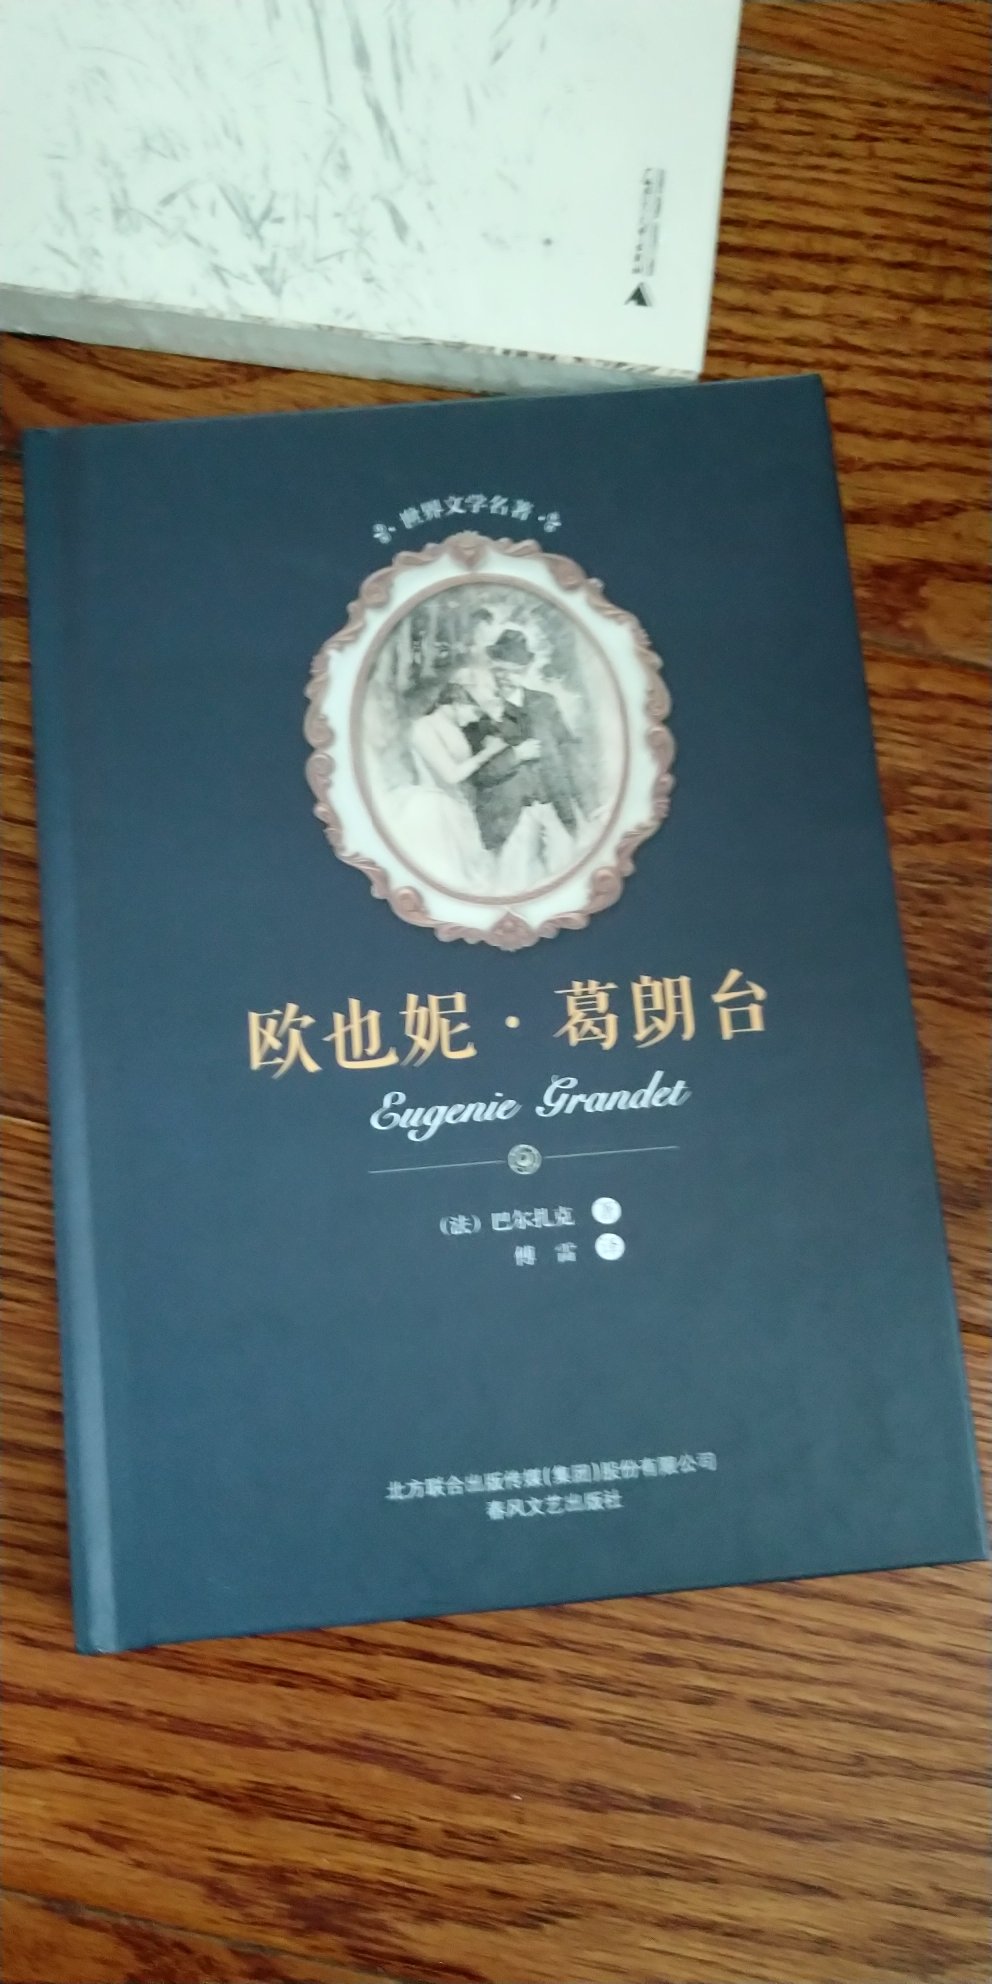 世界文学名著
欧也妮·葛朗台
Eugenie Grandet
（法）巴尔扎克 著
傅 雷 译
北方联合出版传媒(集团)股份有限公司
春风文艺出版社